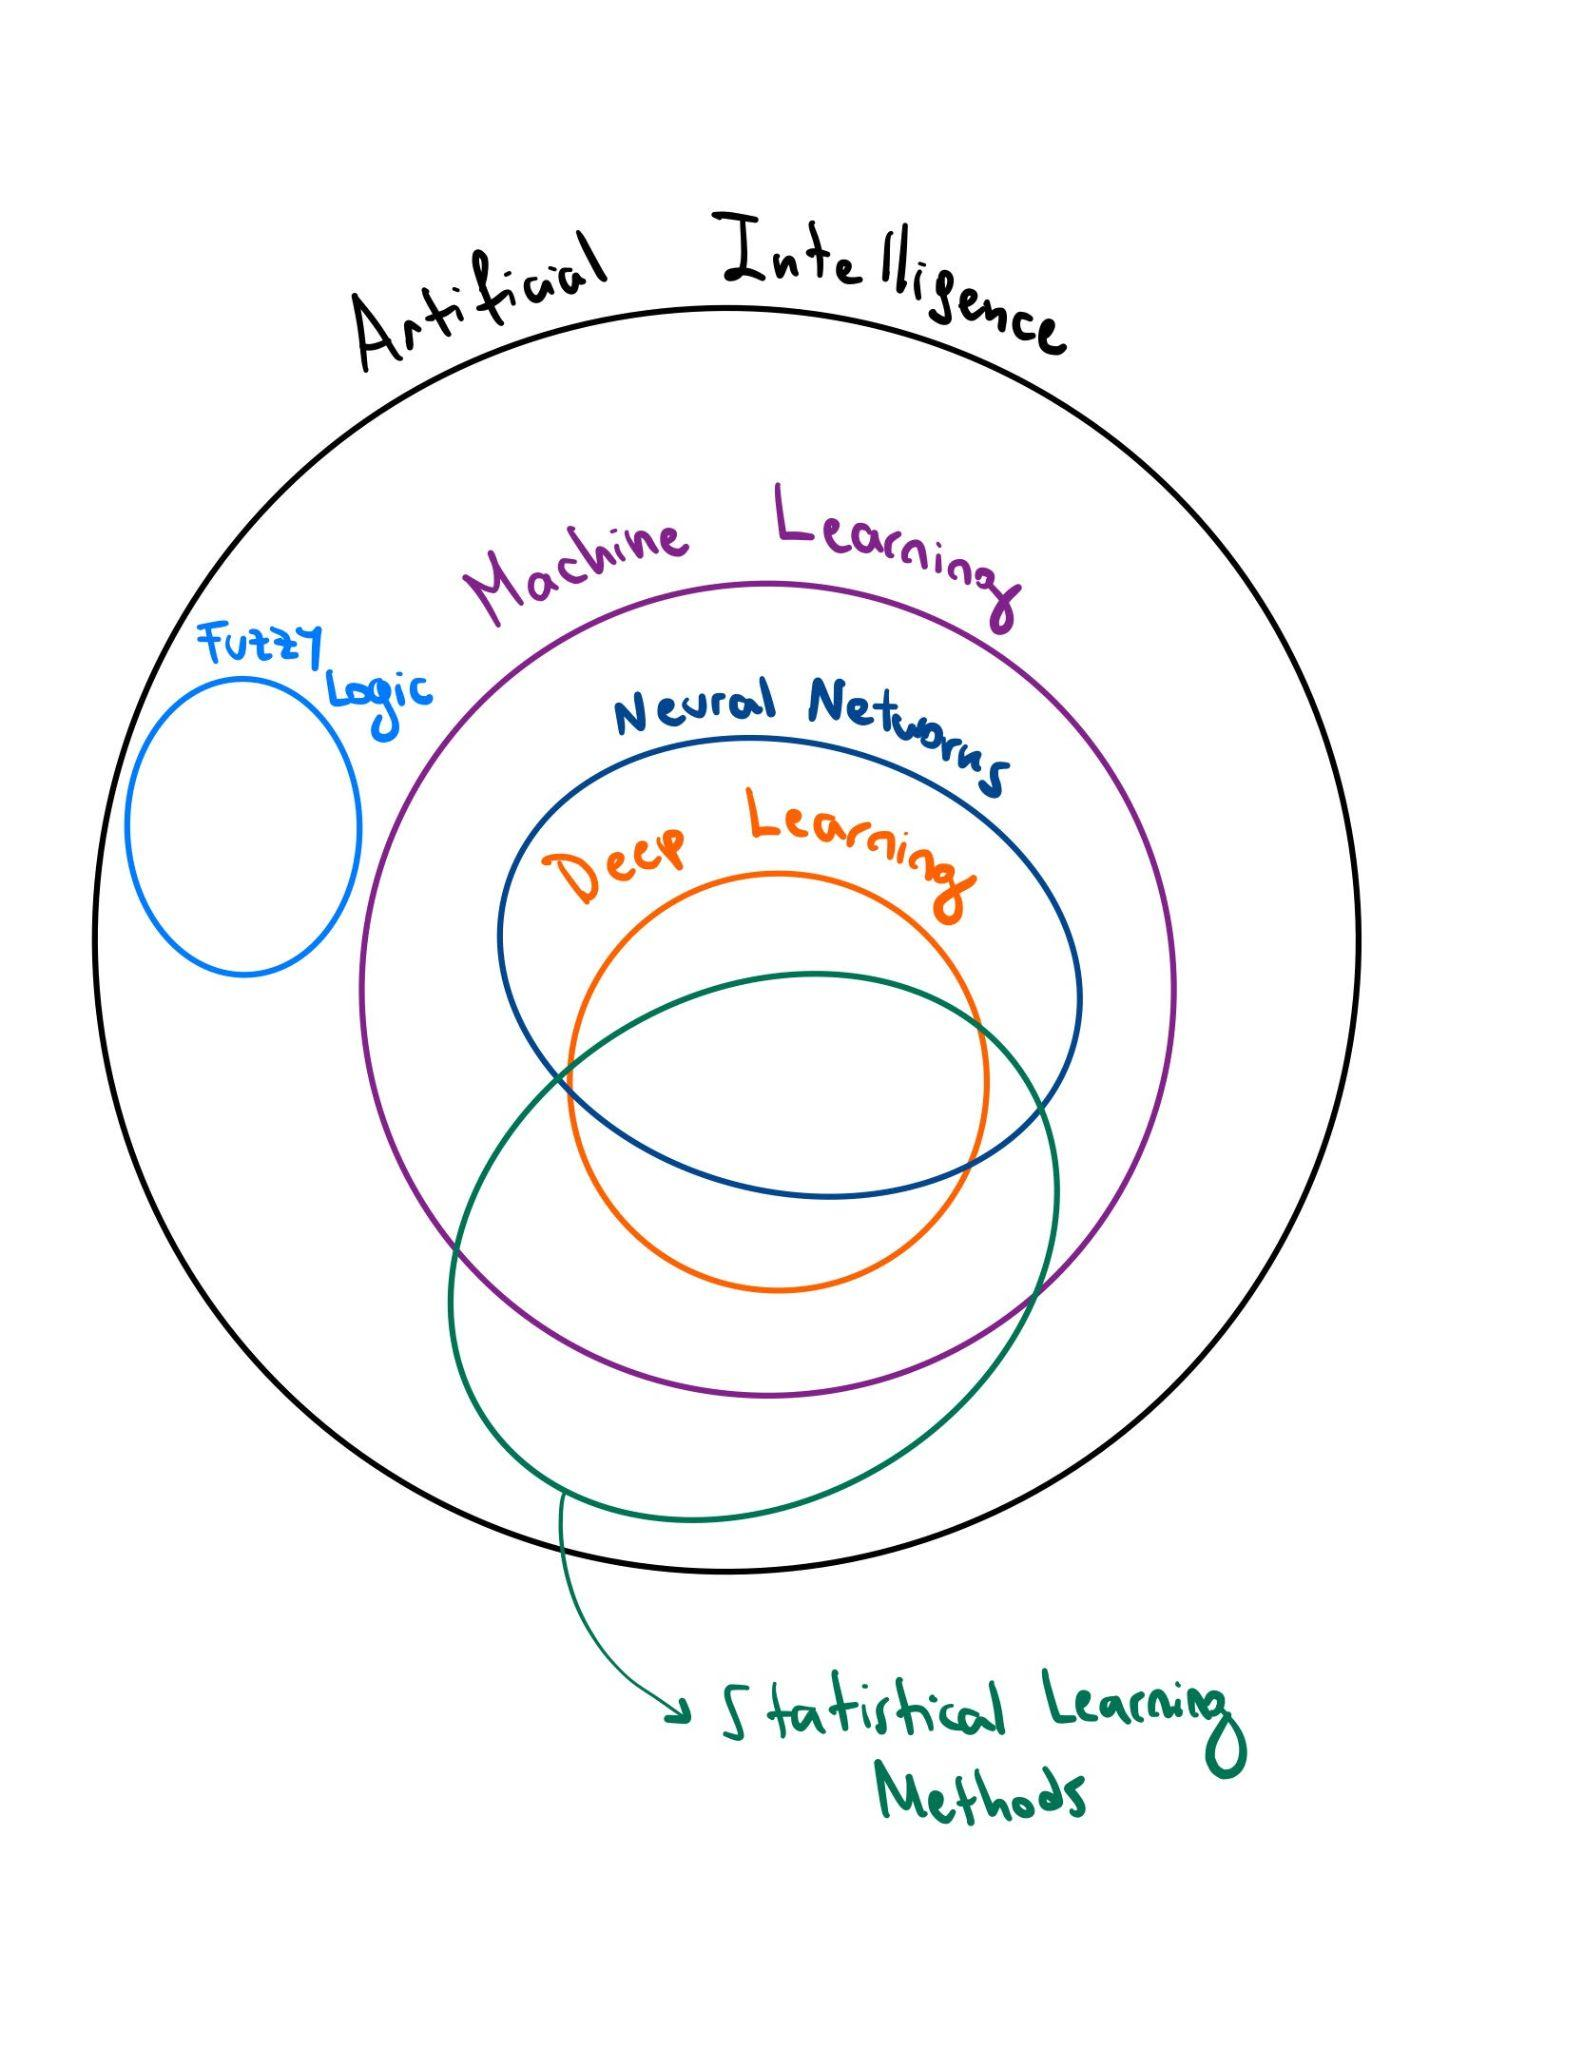 Artificial Intelligence
Machine Learning
Fuzzy
Logic
Neural Networks
Deep Learning
Statistical Learning
Methods